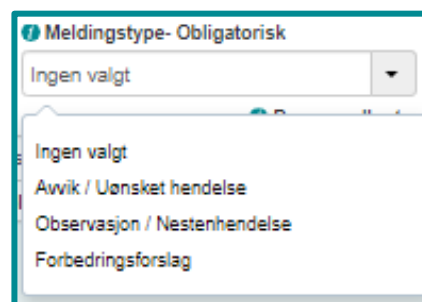 Meldingstype- Obligatorisk
Ingen valgt
Ingen valgt
Avvik / Uønsket hendelse
Observasjon / Nestenhendelse
Forbedringsforslag